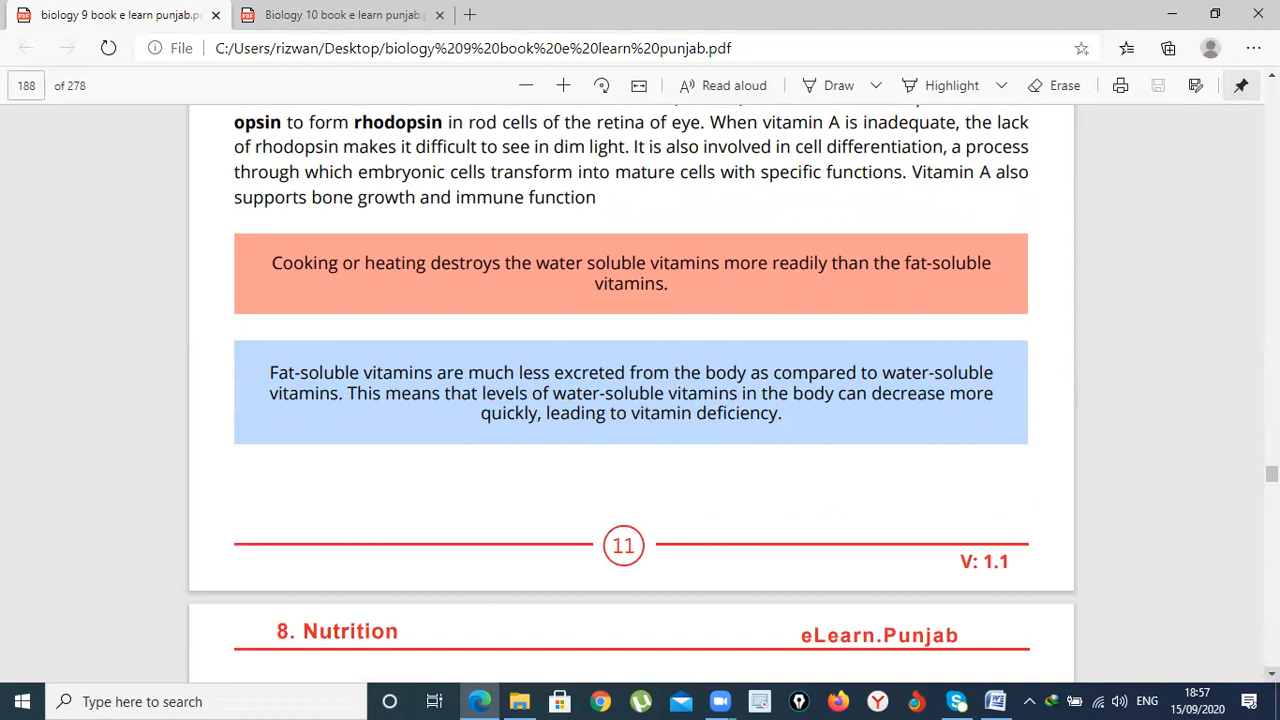 biology 9 book e learn punjab.p
Biology 10 book e learn punjab.
File C:/Users/rizwan/Desktop/biology%209%20book%20e%20learn%20punjab.pdf
188 of 278 Read aloud Draw Highlight Erase
opsin to form rhodopsin in rod cells of the retina of eye. When vitamin A is inadequate, the lack
of rhodopsin makes it difficult to see in dim light. It is also involved in cell differentiation, a process
through which embryonic cells transform into mature cells with specific functions. Vitamin A also
supports bone growth and immune function
Cooking or heating destroys the water soluble vitamins more readily than the fat-soluble
vitamins.
Fat-soluble vitamins are much less excreted from the body as compared to water-soluble
vitamins. This means that levels of water-soluble vitamins in the body can decrease more
quickly, leading to vitamin deficiency.
11
V: 1.1
8. Nutrition eLearn.Punjab
Type here to search
ENG
18:57
15/09/2020